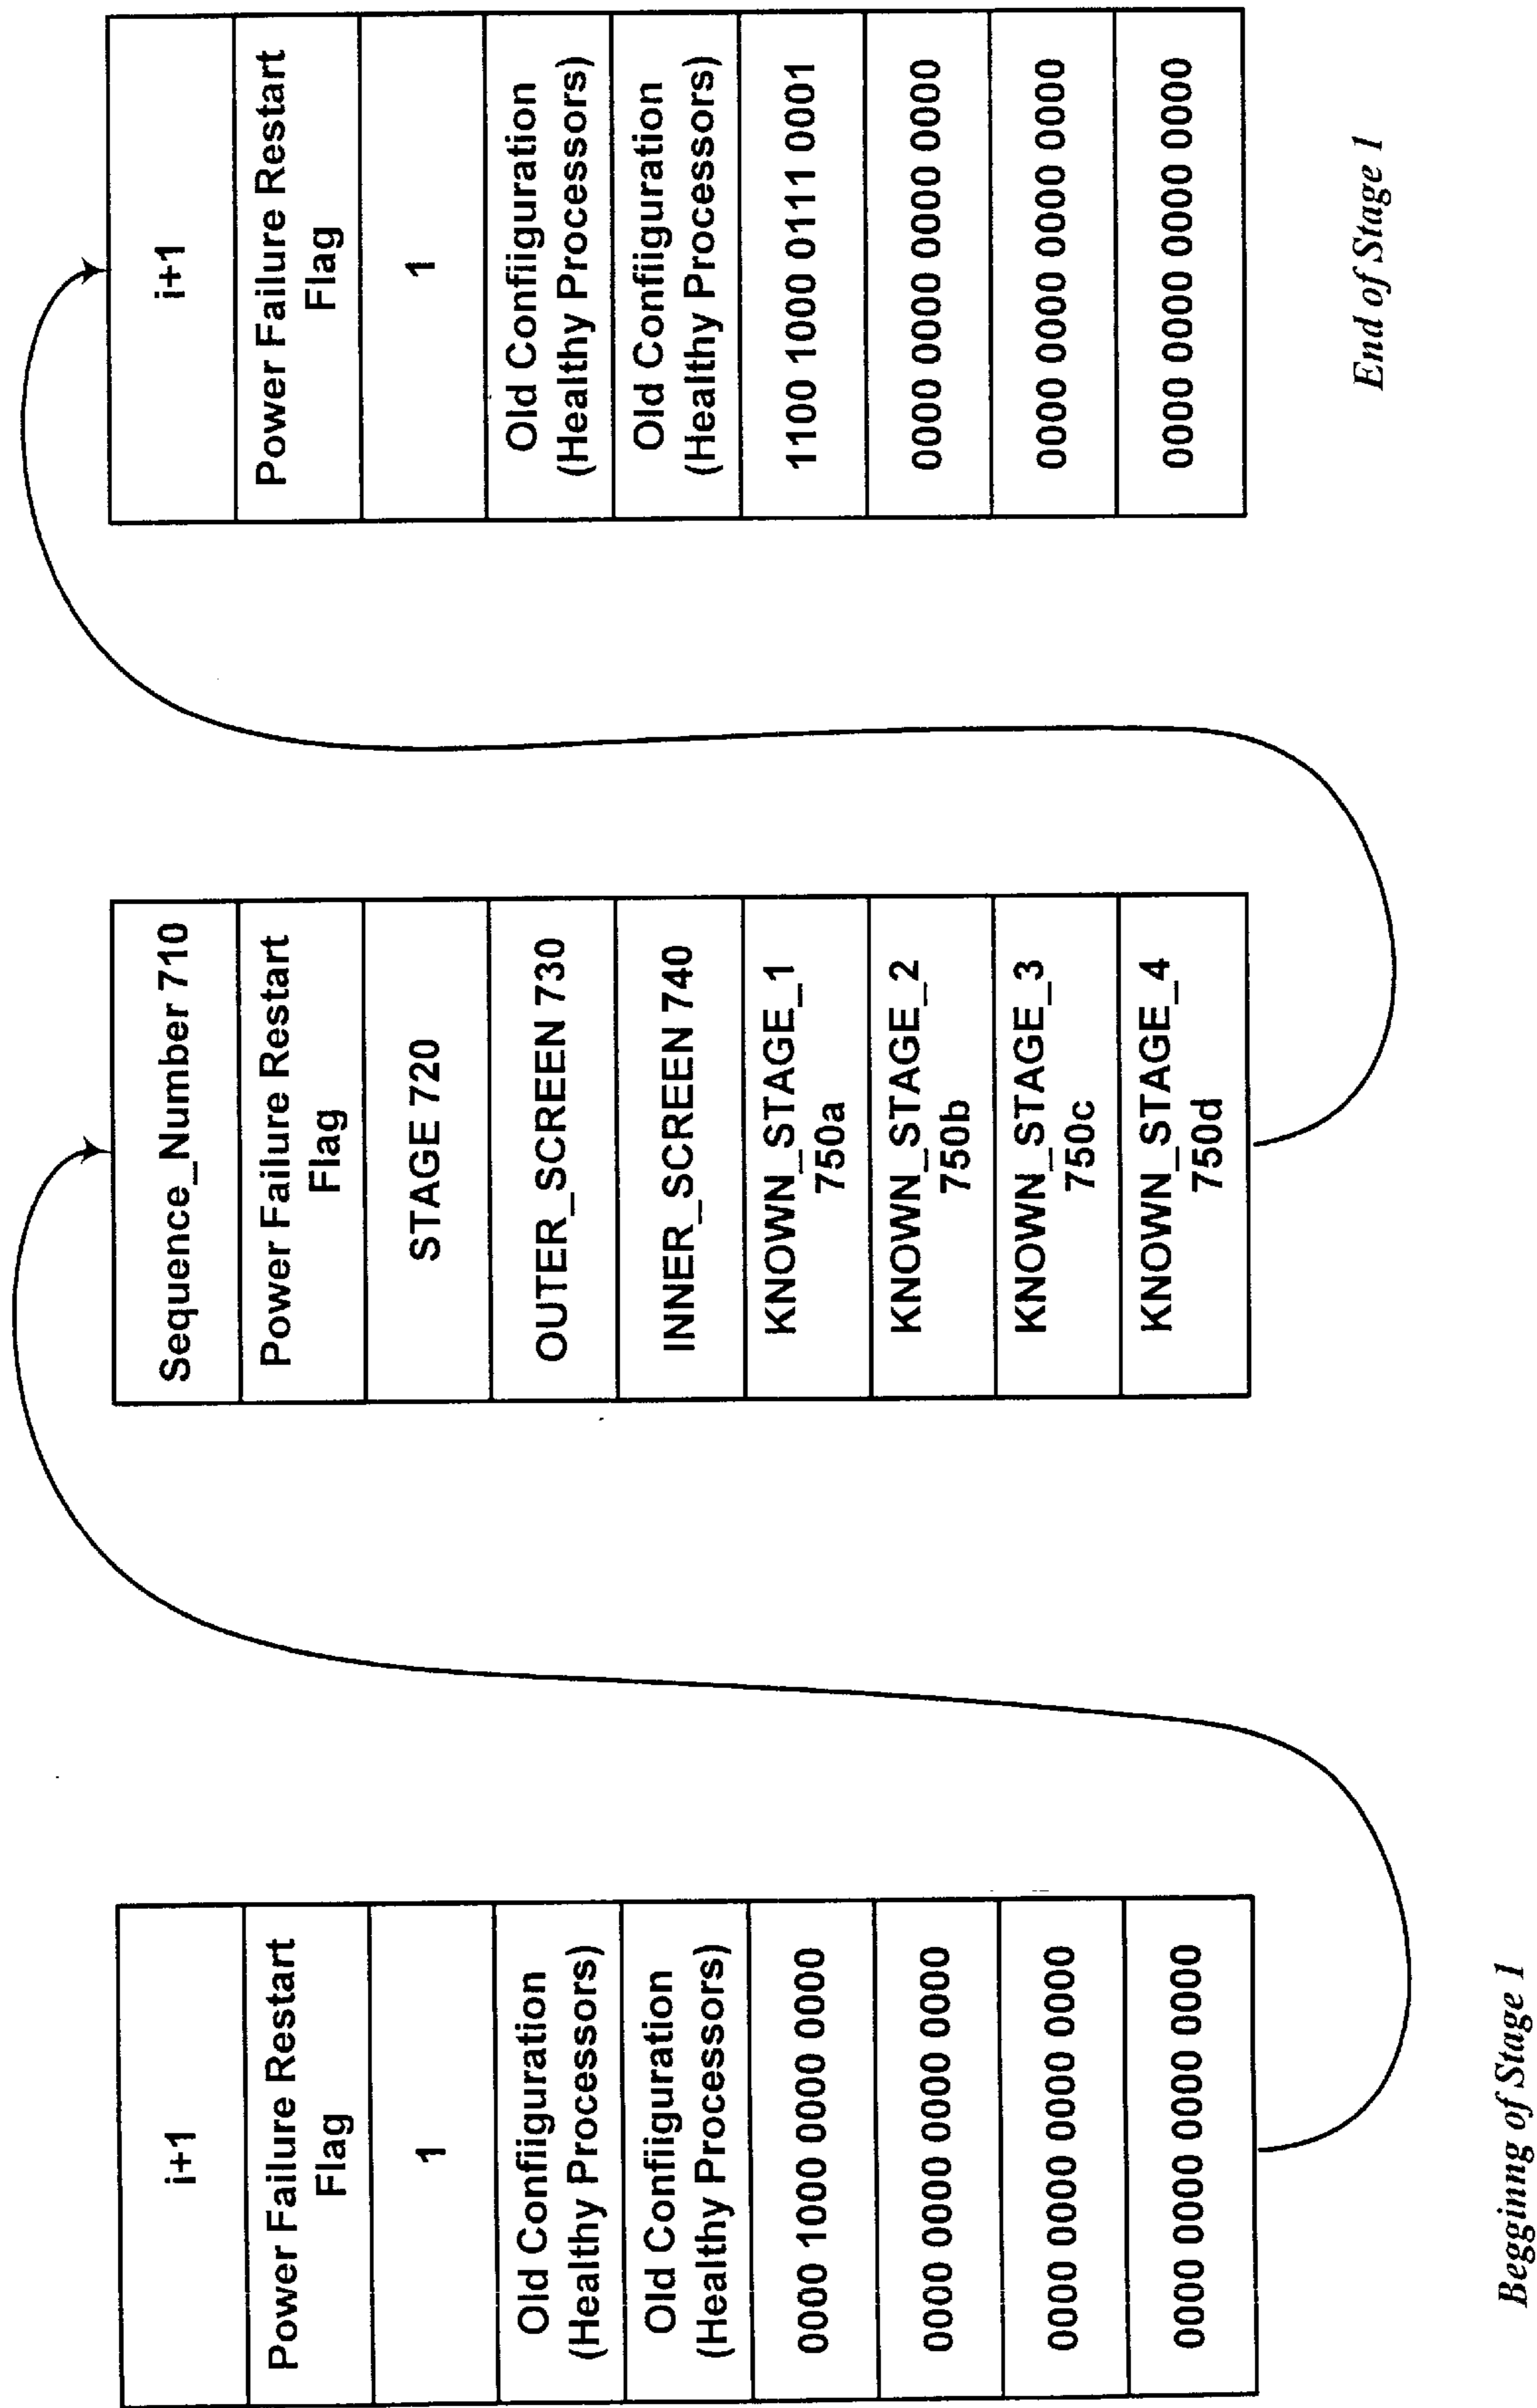 i+1
Power Failure Restart
Flag
1
Old Confiiguration
(Healthy Processors)
Old Confiiguration
(Healthy Processors)
0000 1000 0000 0000
0000 0000 0000 0000
0000 0000 0000 0000
0000 0000 0000 0000
Begginng of Stage 1
Sequence_Number 710
Power Failure Restart
Flag
STAGE 720
OUTER_SCREEN 730
INNER_SCREEN 740
KNOWN_STAGE_1
750a
KNOWN_STAGE_2
750b
KNOWN_STAGE_3
750c
KNOWN_STAGE_4
750d
i+1
Power Failure Restart
Flag
1
Old Confiiguration
(Healthy Processors)
Old Confiiguration
(Healthy Processors)
1100 1000 0111 0001
0000 0000 0000 0000
0000 0000 0000 0000
0000 0000 0000 0000
End of Stage 1